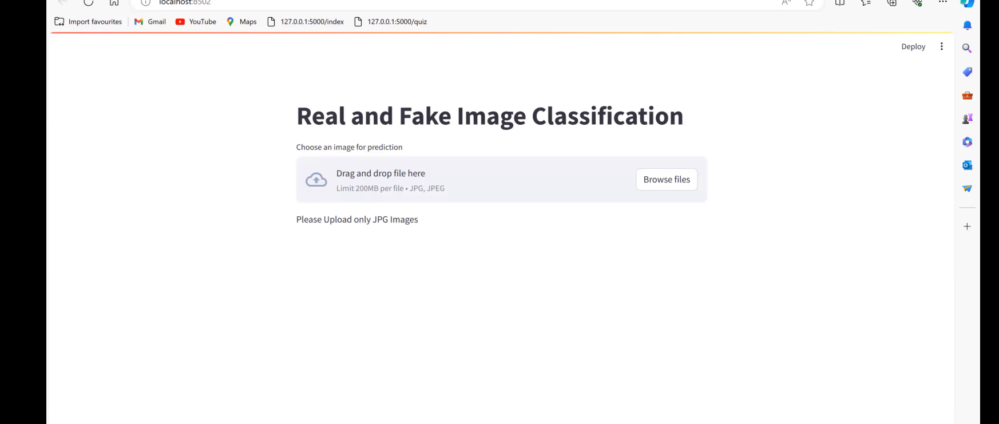 localhost:8502
Import favourites Gmail YouTube Maps 127.0.0.1:5000/index 127.0.0.1:5000/quiz
Deploy
Real and Fake Image Classification
Choose an image for prediction
Drag and drop file here
Limit 200MB per file • JPG, JPEG
Browse files
Please Upload only JPG Images